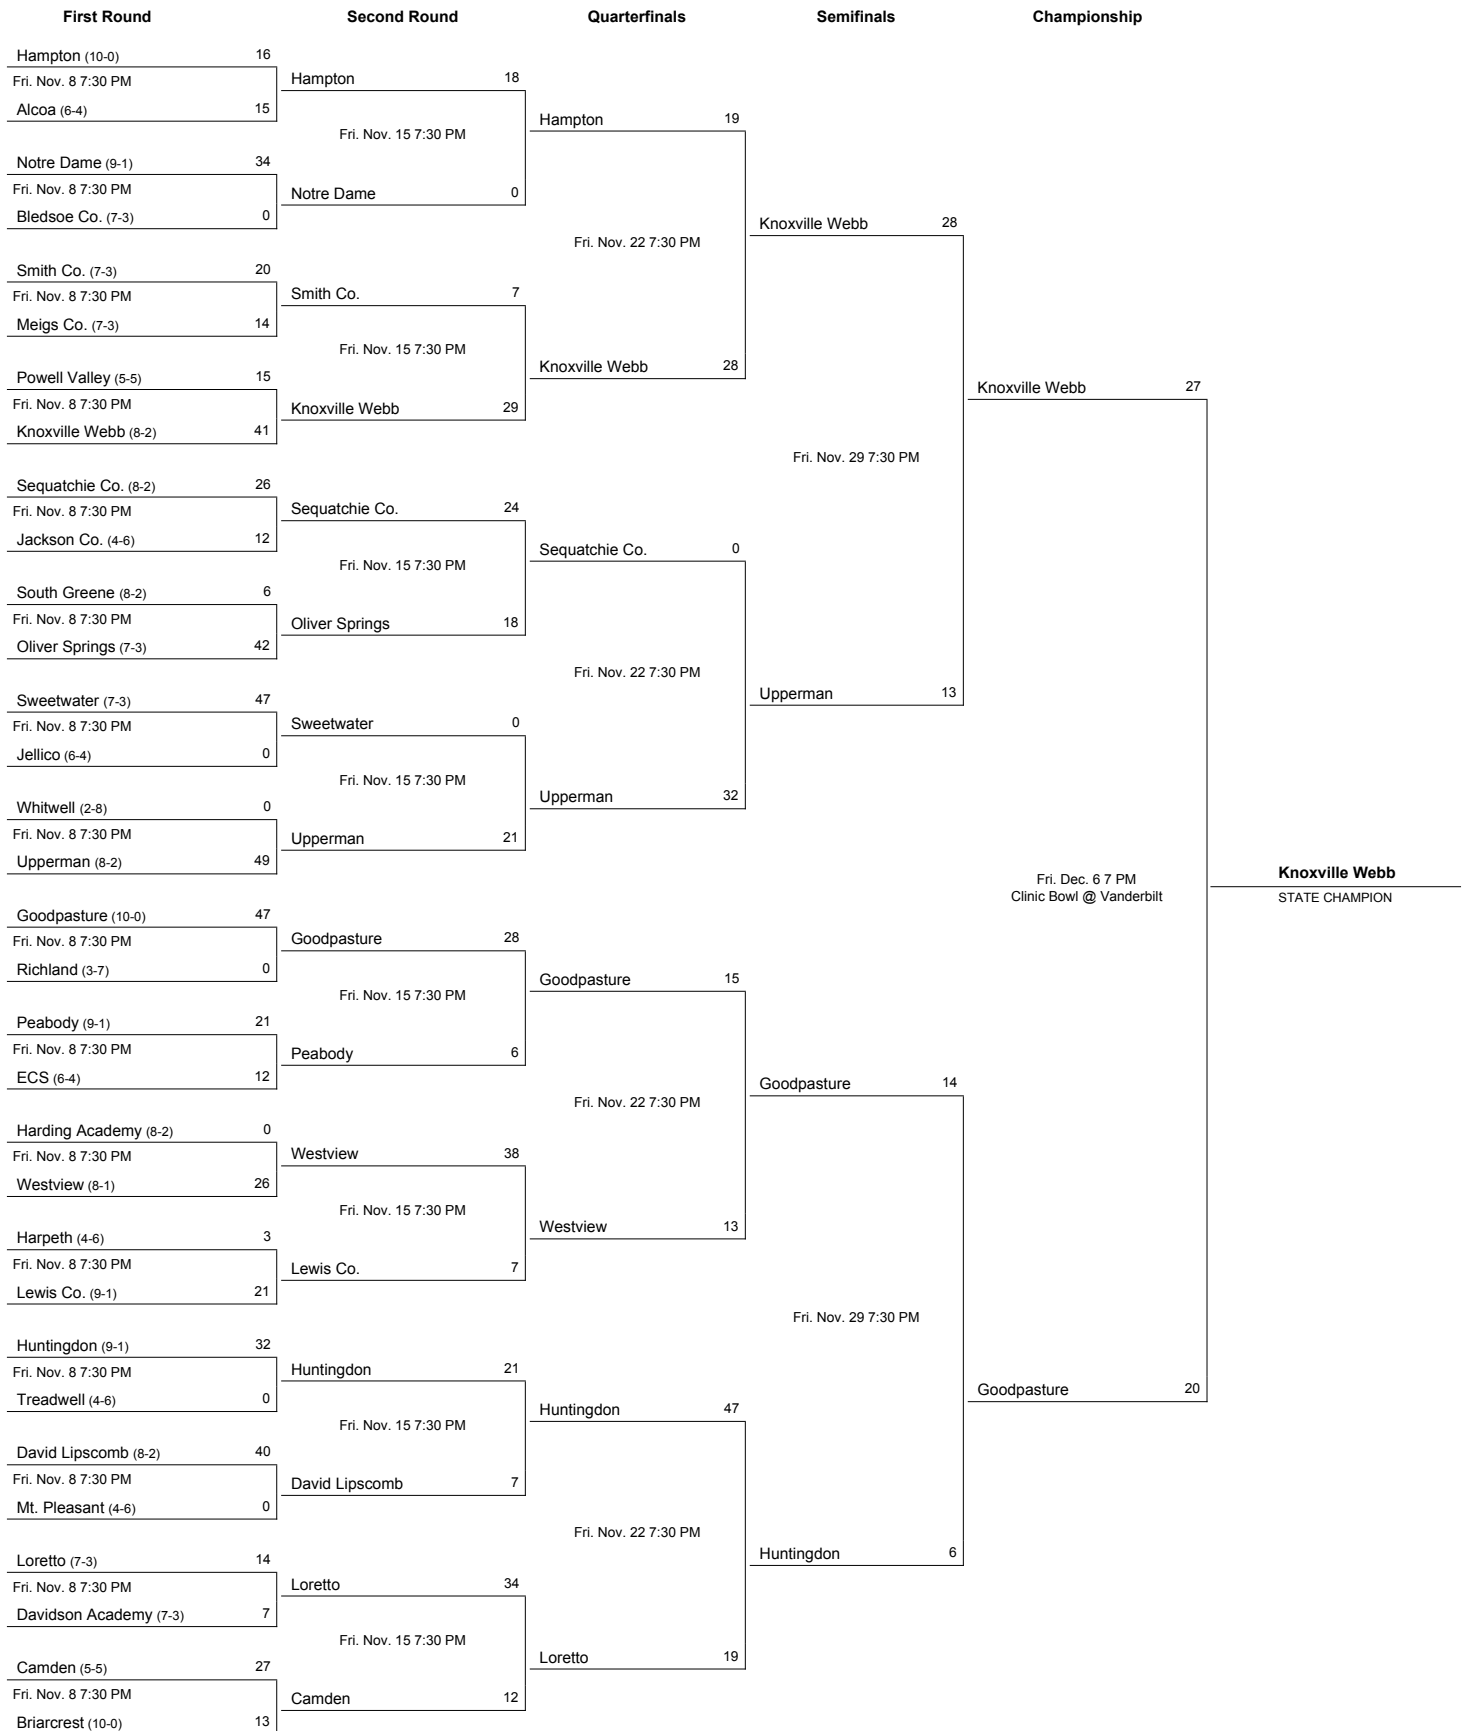 First Round Second Round Quarterfinals Semifinals Championship
Hampton (10-0) 16
Fri. Nov. 8 7:30 PM
Alcoa (6-4) 15
Notre Dame (9-1) 34
Fri. Nov. 8 7:30 PM
Bledsoe Co. (7-3) 0
Smith Co. (7-3) 20
Fri. Nov. 8 7:30 PM
Meigs Co. (7-3) 14
Powell Valley (5-5) 15
Fri. Nov. 8 7:30 PM
Knoxville Webb (8-2) 41
Sequatchie Co. (8-2) 26
Fri. Nov. 8 7:30 PM
Jackson Co. (4-6) 12
South Greene (8-2) 6
Fri. Nov. 8 7:30 PM
Oliver Springs (7-3) 42
Sweetwater (7-3) 47
Fri. Nov. 8 7:30 PM
Jellico (6-4) 0
Whitwell (2-8) 0
Fri. Nov. 8 7:30 PM
Upperman (8-2) 49
Goodpasture (10-0) 47
Fri. Nov. 8 7:30 PM
Richland (3-7) 0
Peabody (9-1) 21
Fri. Nov. 8 7:30 PM
ECS (6-4) 12
Harding Academy (8-2) 0
Fri. Nov. 8 7:30 PM
Westview (8-1) 26
Harpeth (4-6) 3
Fri. Nov. 8 7:30 PM
Lewis Co. (9-1) 21
Huntingdon (9-1) 32
Fri. Nov. 8 7:30 PM
Treadwell (4-6) 0
David Lipscomb (8-2) 40
Fri. Nov. 8 7:30 PM
Mt. Pleasant (4-6) 0
Loretto (7-3) 14
Fri. Nov. 8 7:30 PM
Davidson Academy (7-3) 7
Camden (5-5) 27
Fri. Nov. 8 7:30 PM
Briarcrest (10-0) 13
Hampton 18
Fri. Nov. 15 7:30 PM
Notre Dame 0
Smith Co. 7
Fri. Nov. 15 7:30 PM
Knoxville Webb 29
Sequatchie Co. 24
Fri. Nov. 15 7:30 PM
Oliver Springs 18
Sweetwater 0
Fri. Nov. 15 7:30 PM
Upperman 21
Goodpasture 28
Fri. Nov. 15 7:30 PM
Peabody 6
Westview 38
Fri. Nov. 15 7:30 PM
Lewis Co. 7
Huntingdon 21
Fri. Nov. 15 7:30 PM
David Lipscomb 7
Loretto 34
Fri. Nov. 15 7:30 PM
Camden 12
Hampton 19
Fri. Nov. 22 7:30 PM
Knoxville Webb 28
Sequatchie Co. 0
Fri. Nov. 22 7:30 PM
Upperman 32
Goodpasture 15
Fri. Nov. 22 7:30 PM
Westview 13
Huntingdon 47
Fri. Nov. 22 7:30 PM
Loretto 19
Knoxville Webb 28
Fri. Nov. 29 7:30 PM
Upperman 13
Goodpasture 14
Fri. Nov. 29 7:30 PM
Huntingdon 6
Knoxville Webb 27
Fri. Dec. 6 7 PM
Clinic Bowl @ Vanderbilt
Goodpasture 20
Knoxville Webb
STATE CHAMPION